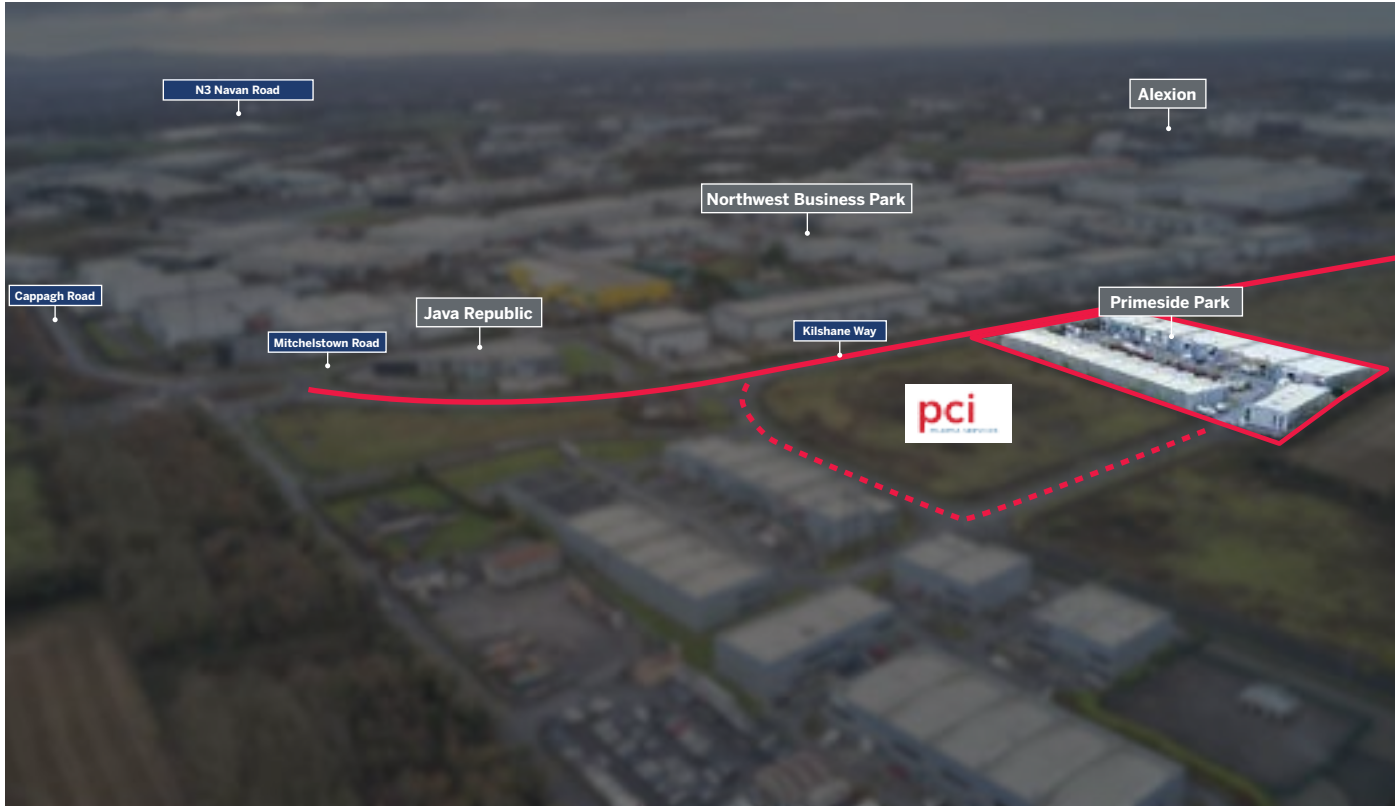 N3 Navan Road
Alexion
Northwest Business Park
Cappagh Road
Primeside Park
Java Republic
Kilshane Way
Mitchelstown Road
pci